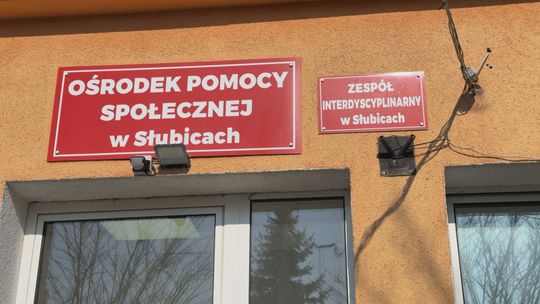 OŚRODEK POMOCY
SPOŁECZNEJ
w Słubicach
ZESPÓŁ
INTERDYSCYPLINARNY
w Słubicach